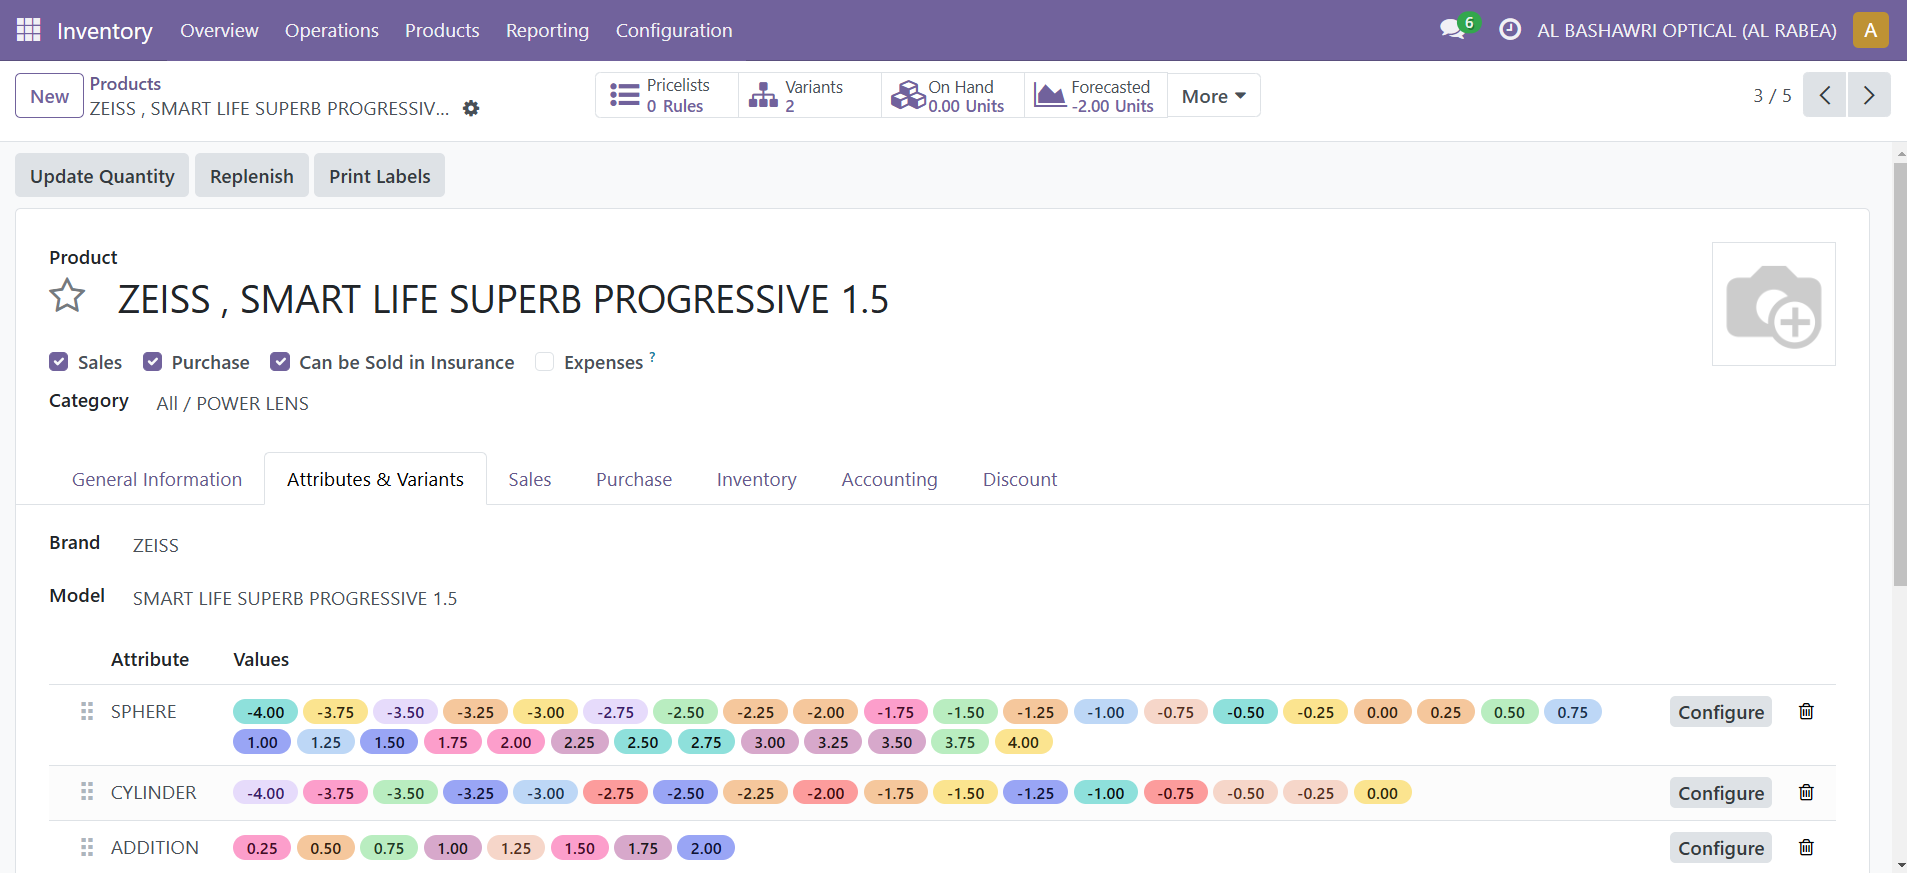 Inventory Overview Operations Products Reporting Configuration 6 AL BASHAWRI OPTICAL (AL RABEA) A
New
Products
ZEISS , SMART LIFE SUPERB PROGRESSIV...
Pricelists
0 Rules
Variants
2
On Hand
0.00 Units
Forecasted
-2.00 Units
More
3 / 5
Update Quantity Replenish Print Labels
Product
ZEISS , SMART LIFE SUPERB PROGRESSIVE 1.5
Sales Purchase Can be Sold in Insurance Expenses ?
Category All / POWER LENS
General Information Attributes & Variants Sales Purchase Inventory Accounting Discount
Brand ZEISS
Model SMART LIFE SUPERB PROGRESSIVE 1.5
Attribute Values
SPHERE -4.00 -3.75 -3.50 -3.25 -3.00 -2.75 -2.50 -2.25 -2.00 -1.75 -1.50 -1.25 -1.00 -0.75 -0.50 -0.25 0.00 0.25 0.50 0.75 Configure
1.00 1.25 1.50 1.75 2.00 2.25 2.50 2.75 3.00 3.25 3.50 3.75 4.00
CYLINDER -4.00 -3.75 -3.50 -3.25 -3.00 -2.75 -2.50 -2.25 -2.00 -1.75 -1.50 -1.25 -1.00 -0.75 -0.50 -0.25 0.00 Configure
ADDITION 0.25 0.50 0.75 1.00 1.25 1.50 1.75 2.00 Configure